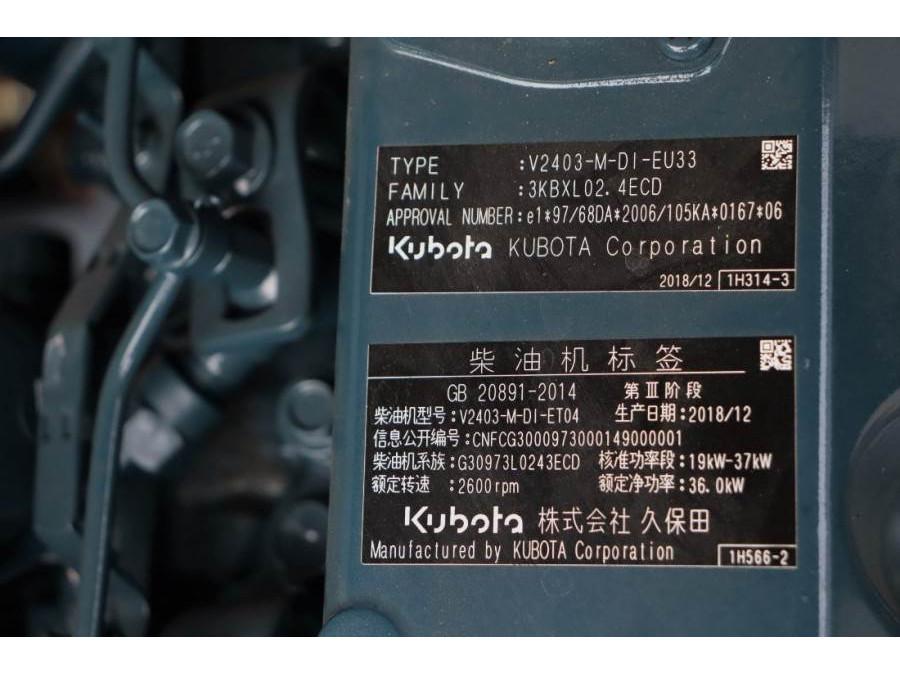 TYPE :V2403-M-DI-EU33
FAMILY :3KBXL02.4ECD
APPROVAL NUMBER:e1*97/68DA*2006/105KA*0167*06
Kubota KUBOTA Corporation
2018/12 1H314-3
柴油机标签
GB 20891-2014 第Ⅲ阶段
柴油机型号:V2403-M-DI-ET04 生产日期:2018/12
信息公开编号:CNFCG3000973000149000001
柴油机系族:G30973L0243ECD 核准功率段:19kW-37kW
额定转速 :2600rpm 额定净功率:36.0kW
Kubota 株式会社 久保田
Manufactured by KUBOTA Corporation 1H566-2